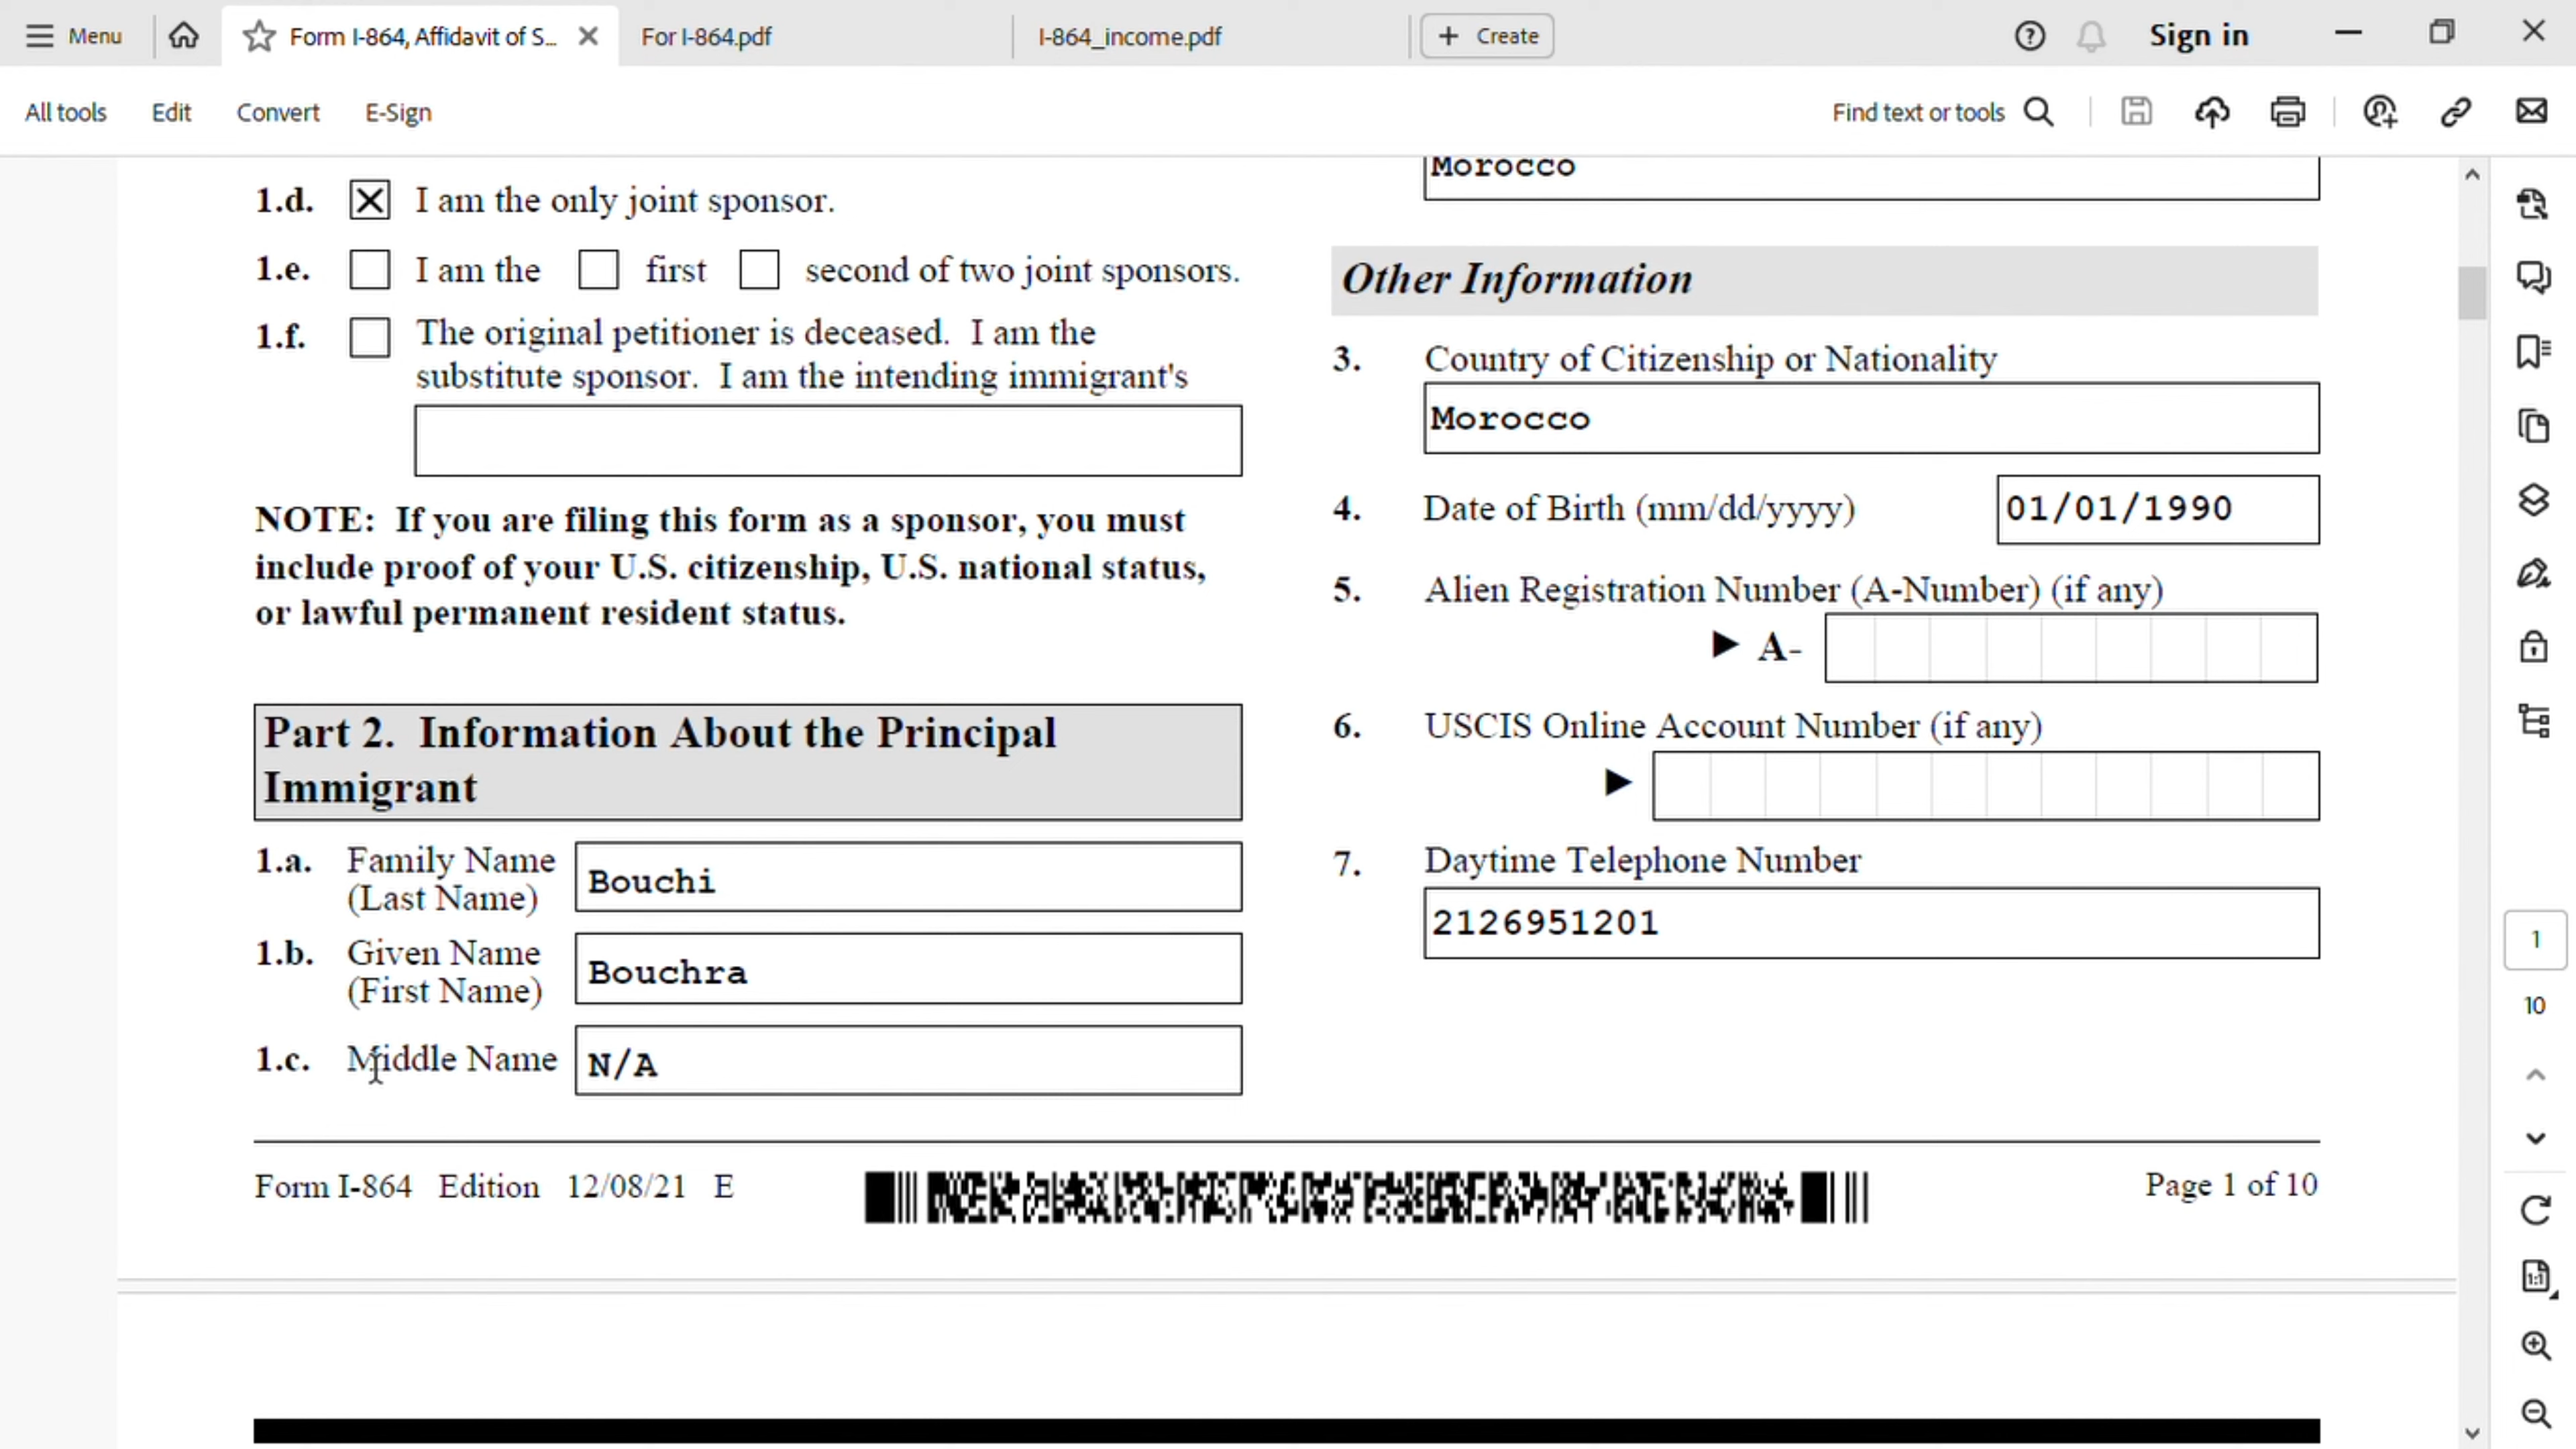 Menu
Form I-864, Affidavit of S...
For I-864.pdf
I-864_income.pdf
Create
Sign in
All tools
Edit
Convert
E-Sign
Find text or tools
1.d. I am the only joint sponsor.
1.e. I am the first second of two joint sponsors.
1.f. The original petitioner is deceased. I am the
substitute sponsor. I am the intending immigrant's
NOTE: If you are filing this form as a sponsor, you must
include proof of your U.S. citizenship, U.S. national status,
or lawful permanent resident status.
Part 2. Information About the Principal
Immigrant
1.a. Family Name
(Last Name)
Bouchi
1.b. Given Name
(First Name)
Bouchra
1.c. Middle Name
N/A
Morocco
Other Information
3. Country of Citizenship or Nationality
Morocco
4. Date of Birth (mm/dd/yyyy)
01/01/1990
5. Alien Registration Number (A-Number) (if any)
A-
6. USCIS Online Account Number (if any)
7. Daytime Telephone Number
2126951201
Form I-864 Edition 12/08/21 E
Page 1 of 10
1
10
1:1